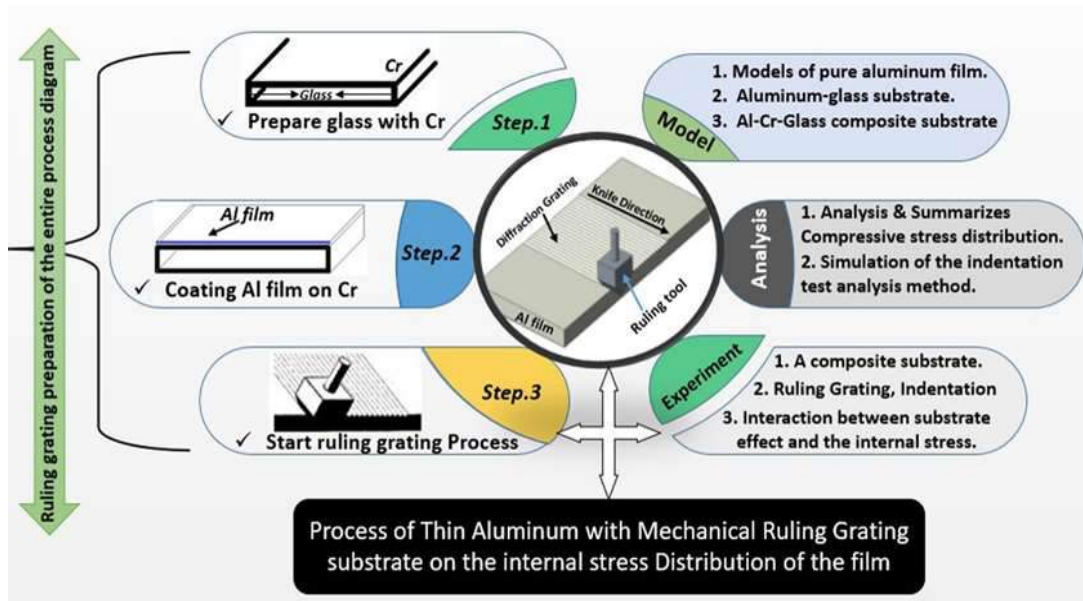 Ruling grating preparation of the entire process diagram
Cr
Glass
✓ Prepare glass with Cr
Step.1
Al film
✓ Coating Al film on Cr
Step.2
✓ Start ruling grating Process
Step.3
Diffraction Grating
Knife Direction
Ruling tool
Al film
Model
1. Models of pure aluminum film.
2. Aluminum-glass substrate.
3. Al-Cr-Glass composite substrate
Analysis
1. Analysis & Summarizes
Compressive stress distribution.
2. Simulation of the indentation
test analysis method.
Experiment
1. A composite substrate.
2. Ruling Grating, Indentation
3. Interaction between substrate
effect and the internal stress.
Process of Thin Aluminum with Mechanical Ruling Grating
substrate on the internal stress Distribution of the film